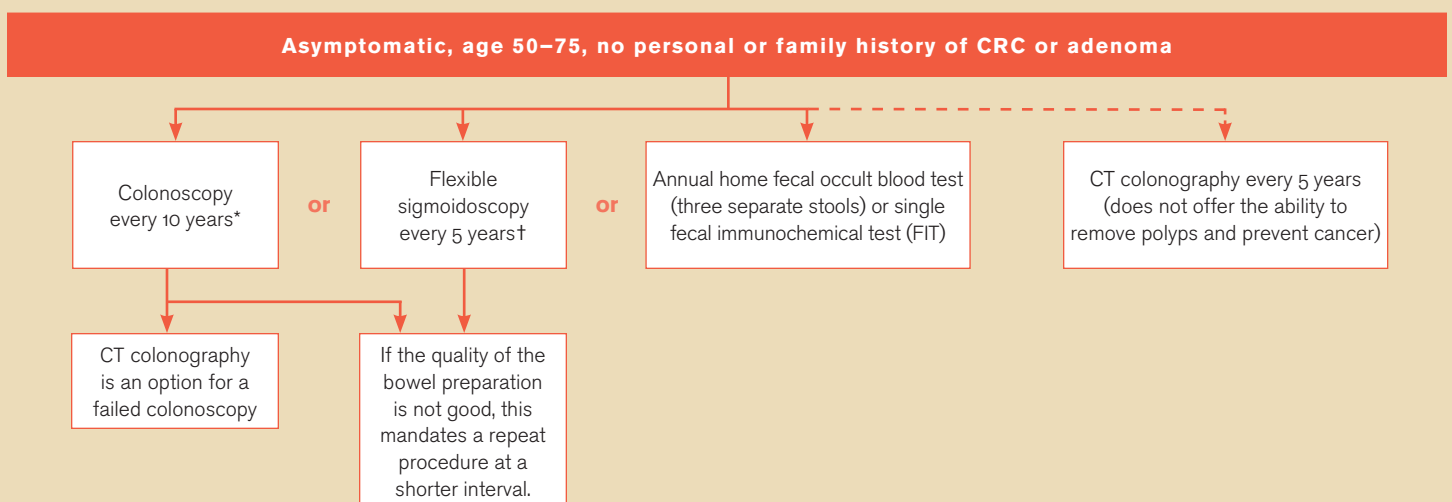 Asymptomatic, age 50–75, no personal or family history of CRC or adenoma
Colonoscopy
every 10 years*
or
Flexible
sigmoidoscopy
every 5 years†
or
Annual home fecal occult blood test
(three separate stools) or single
fecal immunochemical test (FIT)
CT colonography every 5 years
(does not offer the ability to
remove polyps and prevent cancer)
CT colonography
is an option for a
failed colonoscopy
If the quality of the
bowel preparation
is not good, this
mandates a repeat
procedure at a
shorter interval.